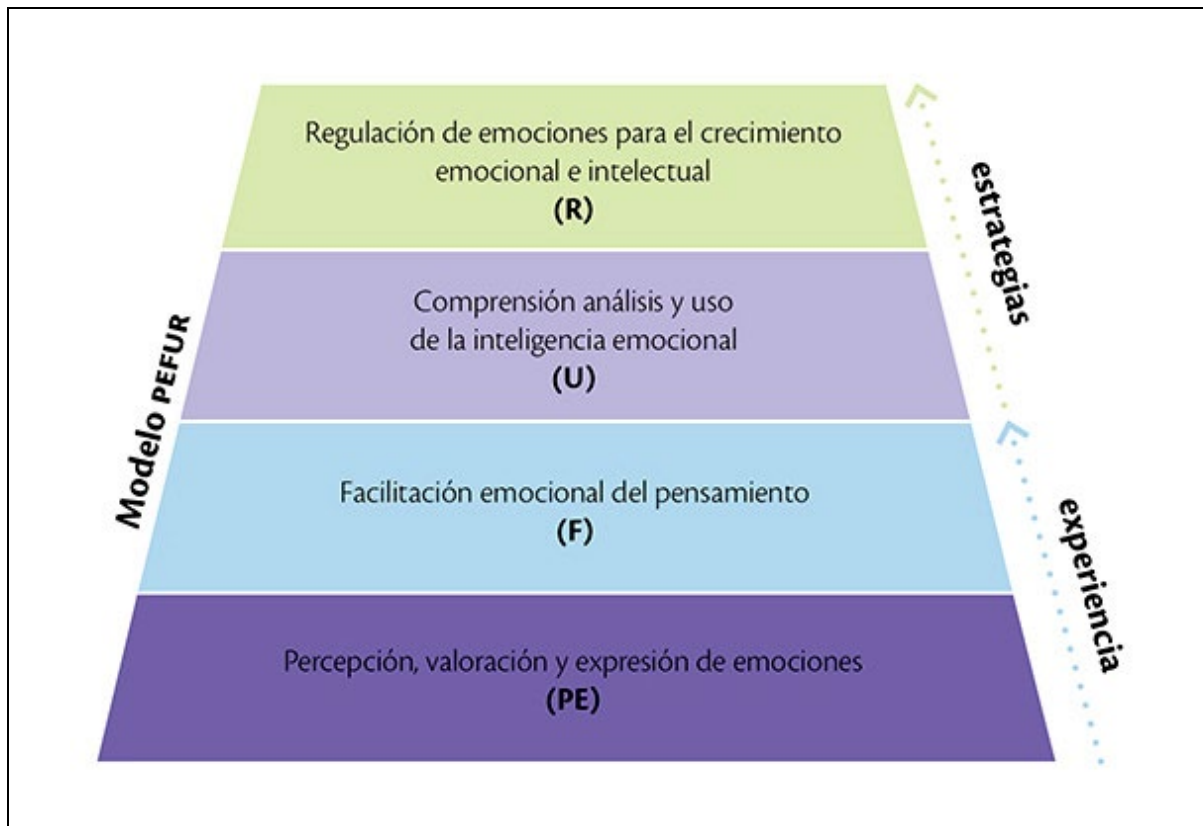 Regulación de emociones para el crecimiento
emocional e intelectual
(R)
Comprensión análisis y uso
de la inteligencia emocional
(U)
Facilitación emocional del pensamiento
(F)
Percepción, valoración y expresión de emociones
(PE)
Modelo PEFUR
estrategias
experiencia